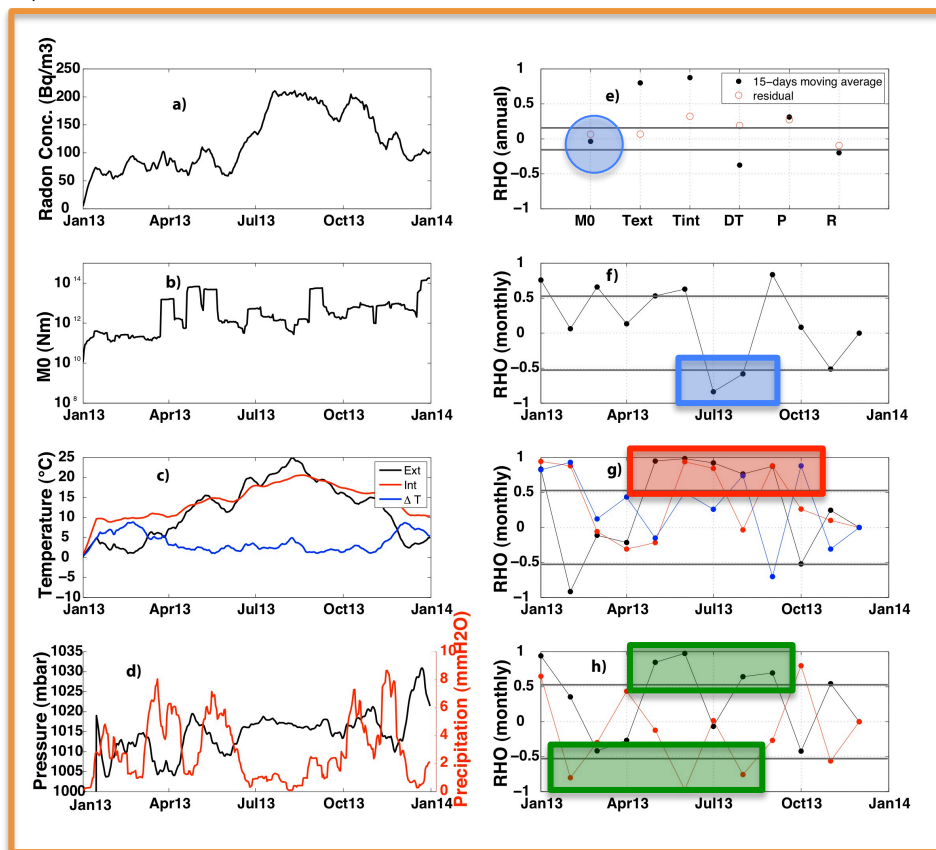 Radon Conc. (Bq/m3)
250
200
150
100
50
0
a)
Jan13 Apr13 Jul13 Oct13 Jan14
RHO (annual)
1
0.5
0
−0.5
−1
e)
15−days moving average
residual
M0 Text Tint DT P R
M0 (Nm)
10 14
10 12
10 10
10 8
b)
Jan13 Apr13 Jul13 Oct13 Jan14
RHO (monthly)
1
0.5
0
−0.5
−1
f)
Jan13 Apr13 Jul13 Oct13 Jan14
Temperature (°C)
25
20
15
10
5
0
−5
−10
c)
Ext
Int
Δ T
Jan13 Apr13 Jul13 Oct13 Jan14
RHO (monthly)
1
0.5
0
−0.5
−1
g)
Jan13 Apr13 Jul13 Oct13 Jan14
Pressure (mbar)
1035
1030
1025
1020
1015
1010
1005
1000
d)
10
8
6
4
2
0
Precipitation (mmH2O)
Jan13 Apr13 Jul13 Oct13 Jan14
RHO (monthly)
1
0.5
0
−0.5
−1
h)
Jan13 Apr13 Jul13 Oct13 Jan14